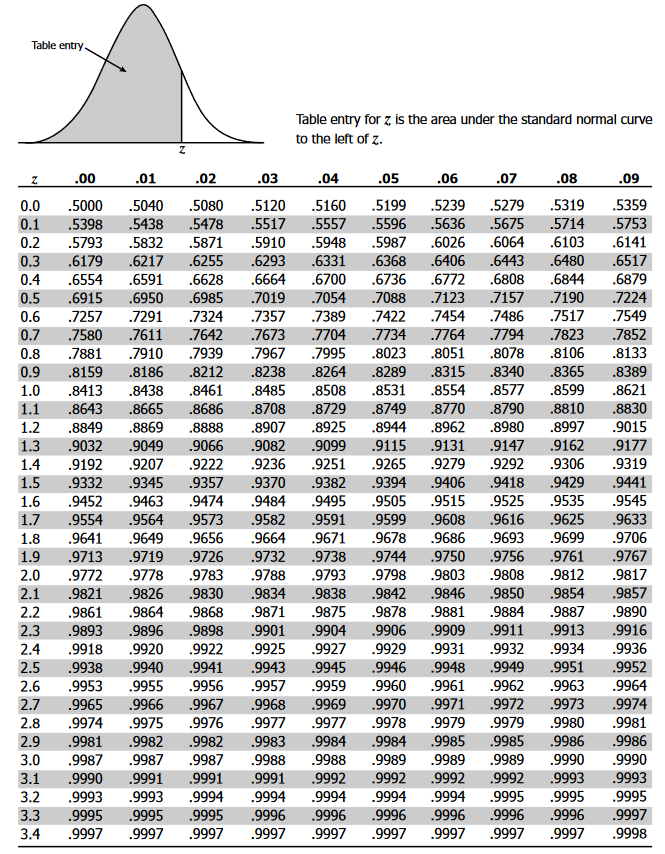 Table entry
z
Table entry for z is the area under the standard normal curve
to the left of z.
z .00 .01 .02 .03 .04 .05 .06 .07 .08 .09
0.0 .5000 .5040 .5080 .5120 .5160 .5199 .5239 .5279 .5319 .5359
0.1 .5398 .5438 .5478 .5517 .5557 .5596 .5636 .5675 .5714 .5753
0.2 .5793 .5832 .5871 .5910 .5948 .5987 .6026 .6064 .6103 .6141
0.3 .6179 .6217 .6255 .6293 .6331 .6368 .6406 .6443 .6480 .6517
0.4 .6554 .6591 .6628 .6664 .6700 .6736 .6772 .6808 .6844 .6879
0.5 .6915 .6950 .6985 .7019 .7054 .7088 .7123 .7157 .7190 .7224
0.6 .7257 .7291 .7324 .7357 .7389 .7422 .7454 .7486 .7517 .7549
0.7 .7580 .7611 .7642 .7673 .7704 .7734 .7764 .7794 .7823 .7852
0.8 .7881 .7910 .7939 .7967 .7995 .8023 .8051 .8078 .8106 .8133
0.9 .8159 .8186 .8212 .8238 .8264 .8289 .8315 .8340 .8365 .8389
1.0 .8413 .8438 .8461 .8485 .8508 .8531 .8554 .8577 .8599 .8621
1.1 .8643 .8665 .8686 .8708 .8729 .8749 .8770 .8790 .8810 .8830
1.2 .8849 .8869 .8888 .8907 .8925 .8944 .8962 .8980 .8997 .9015
1.3 .9032 .9049 .9066 .9082 .9099 .9115 .9131 .9147 .9162 .9177
1.4 .9192 .9207 .9222 .9236 .9251 .9265 .9279 .9292 .9306 .9319
1.5 .9332 .9345 .9357 .9370 .9382 .9394 .9406 .9418 .9429 .9441
1.6 .9452 .9463 .9474 .9484 .9495 .9505 .9515 .9525 .9535 .9545
1.7 .9554 .9564 .9573 .9582 .9591 .9599 .9608 .9616 .9625 .9633
1.8 .9641 .9649 .9656 .9664 .9671 .9678 .9686 .9693 .9699 .9706
1.9 .9713 .9719 .9726 .9732 .9738 .9744 .9750 .9756 .9761 .9767
2.0 .9772 .9778 .9783 .9788 .9793 .9798 .9803 .9808 .9812 .9817
2.1 .9821 .9826 .9830 .9834 .9838 .9842 .9846 .9850 .9854 .9857
2.2 .9861 .9864 .9868 .9871 .9875 .9878 .9881 .9884 .9887 .9890
2.3 .9893 .9896 .9898 .9901 .9904 .9906 .9909 .9911 .9913 .9916
2.4 .9918 .9920 .9922 .9925 .9927 .9929 .9931 .9932 .9934 .9936
2.5 .9938 .9940 .9941 .9943 .9945 .9946 .9948 .9949 .9951 .9952
2.6 .9953 .9955 .9956 .9957 .9959 .9960 .9961 .9962 .9963 .9964
2.7 .9965 .9966 .9967 .9968 .9969 .9970 .9971 .9972 .9973 .9974
2.8 .9974 .9975 .9976 .9977 .9977 .9978 .9979 .9979 .9980 .9981
2.9 .9981 .9982 .9982 .9983 .9984 .9984 .9985 .9985 .9986 .9986
3.0 .9987 .9987 .9987 .9988 .9988 .9989 .9989 .9989 .9990 .9990
3.1 .9990 .9991 .9991 .9991 .9992 .9992 .9992 .9992 .9993 .9993
3.2 .9993 .9993 .9994 .9994 .9994 .9994 .9994 .9995 .9995 .9995
3.3 .9995 .9995 .9995 .9996 .9996 .9996 .9996 .9996 .9996 .9997
3.4 .9997 .9997 .9997 .9997 .9997 .9997 .9997 .9997 .9997 .9998